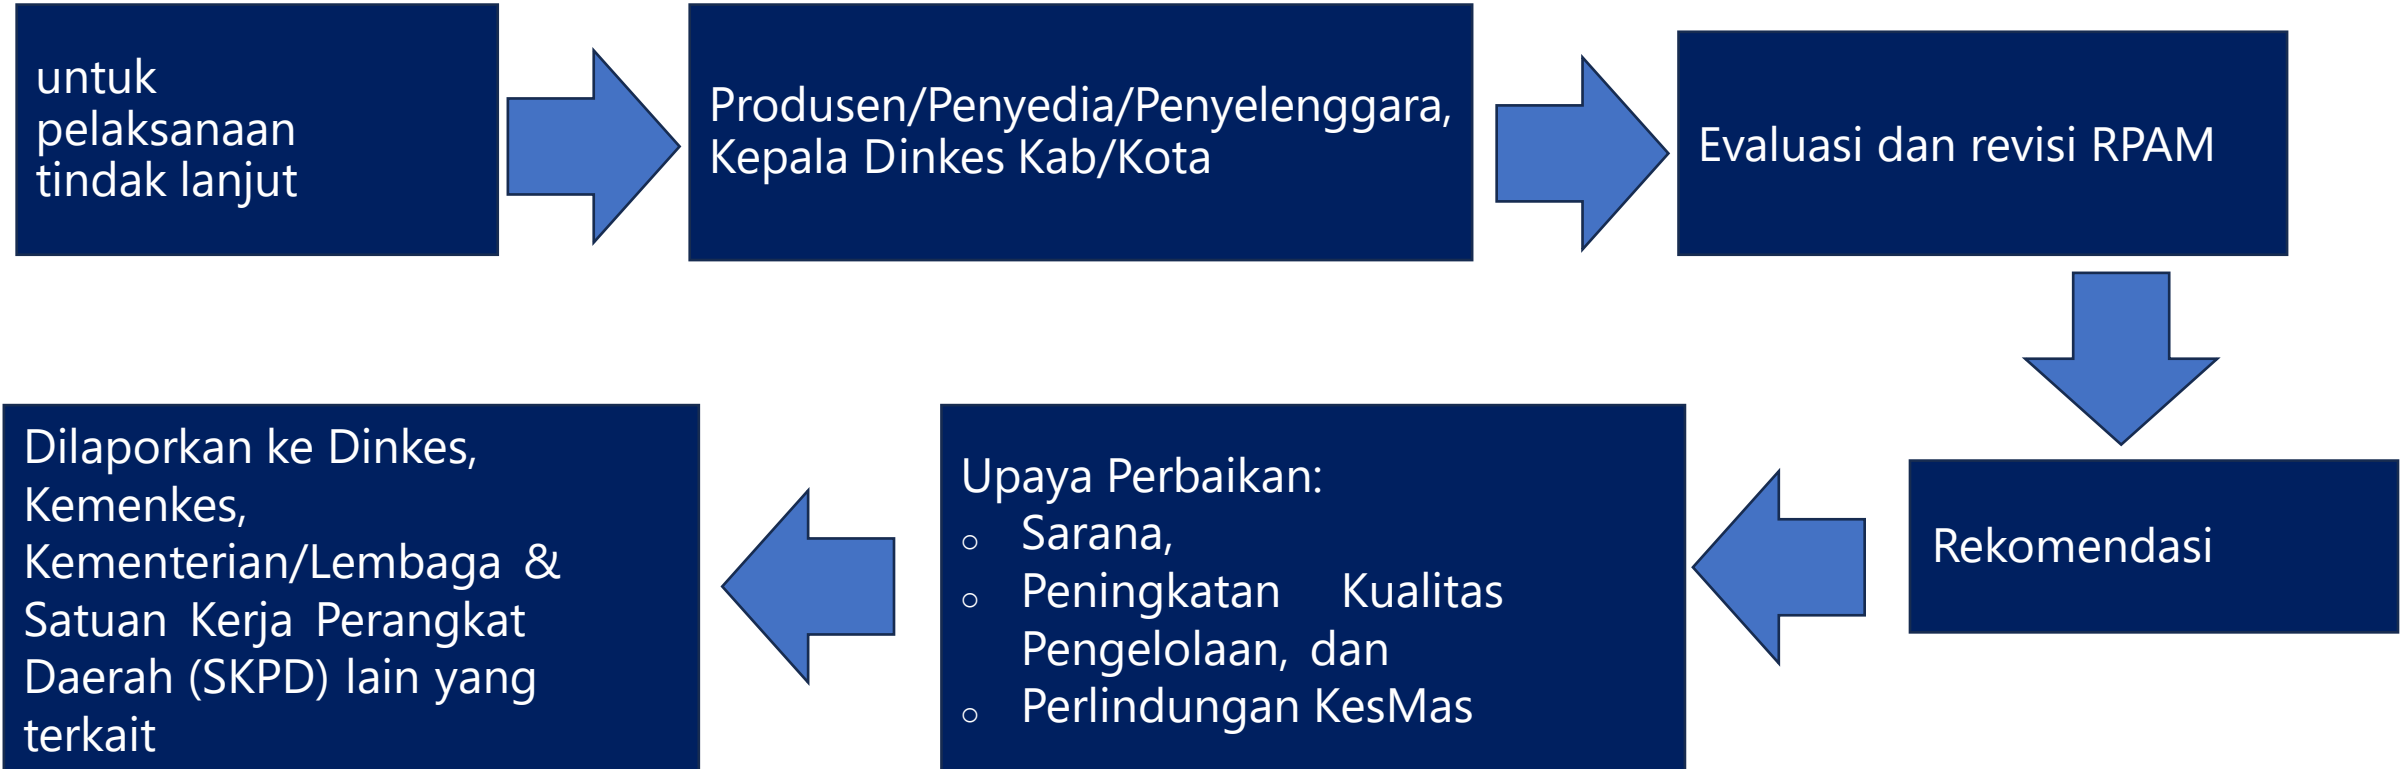 untuk
pelaksanaan
tindak lanjut
Produsen/Penyedia/Penyelenggara,
Kepala Dinkes Kab/Kota
Evaluasi dan revisi RPAM
Rekomendasi
Upaya Perbaikan:
o Sarana,
o Peningkatan Kualitas
Pengelolaan, dan
o Perlindungan KesMas
Dilaporkan ke Dinkes,
Kemenkes,
Kementerian/Lembaga &
Satuan Kerja Perangkat
Daerah (SKPD) lain yang
terkait